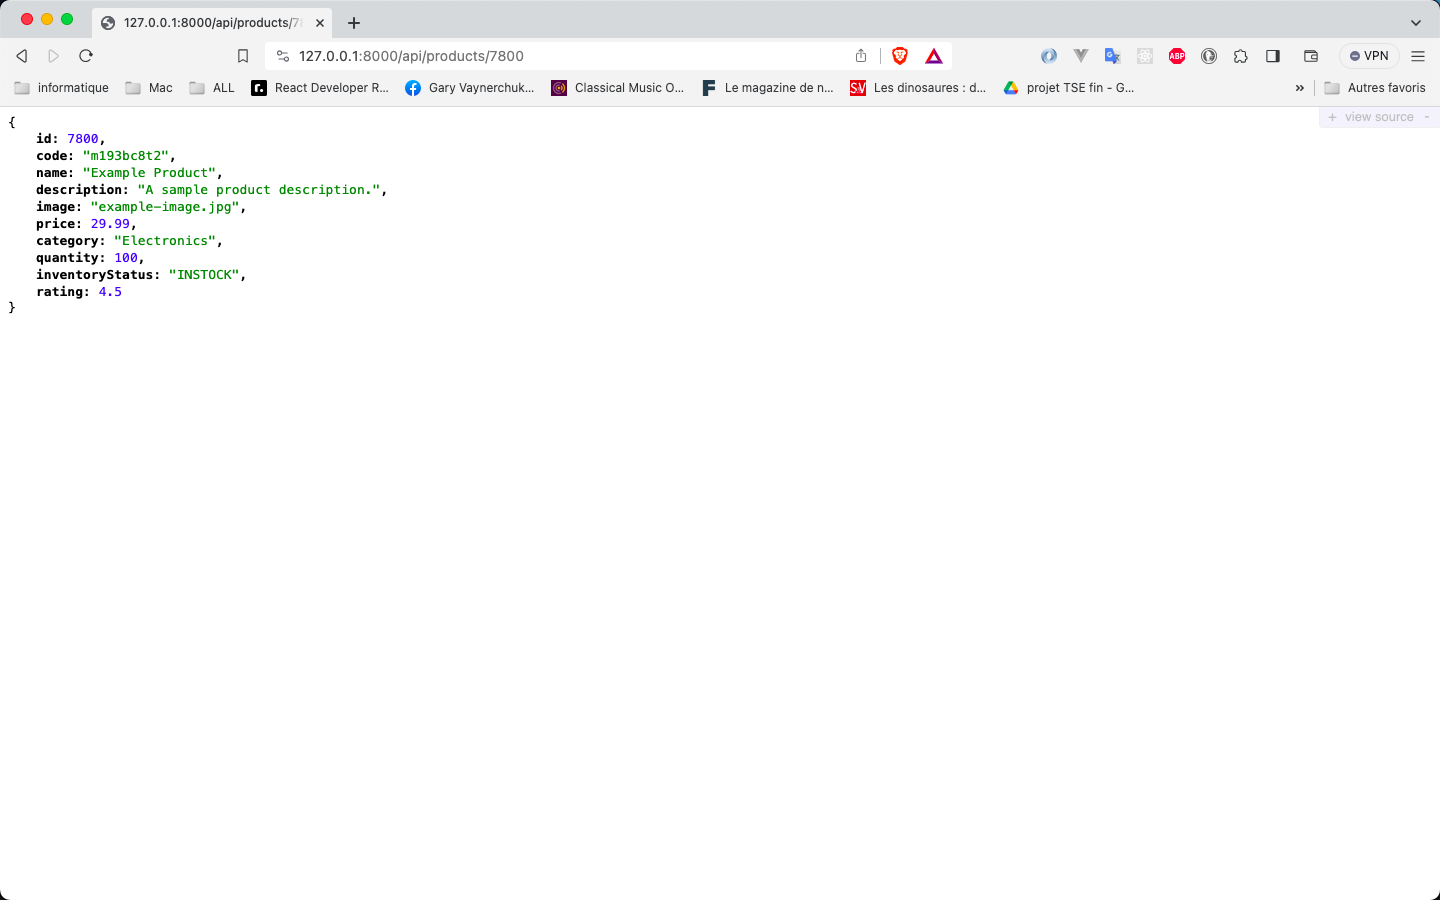 127.0.0.1:8000/api/products/7
127.0.0.1:8000/api/products/7800
ABP
VPN
informatique
Mac
ALL
r.
React Developer R...
Gary Vaynerchuk...
Classical Music O...
F
Le magazine de n...
S&V
Les dinosaures : d...
projet TSE fin - G...
»
Autres favoris
+ view source -
{
id: 7800,
code: "m193bc8t2",
name: "Example Product",
description: "A sample product description.",
image: "example-image.jpg",
price: 29.99,
category: "Electronics",
quantity: 100,
inventoryStatus: "INSTOCK",
rating: 4.5
}